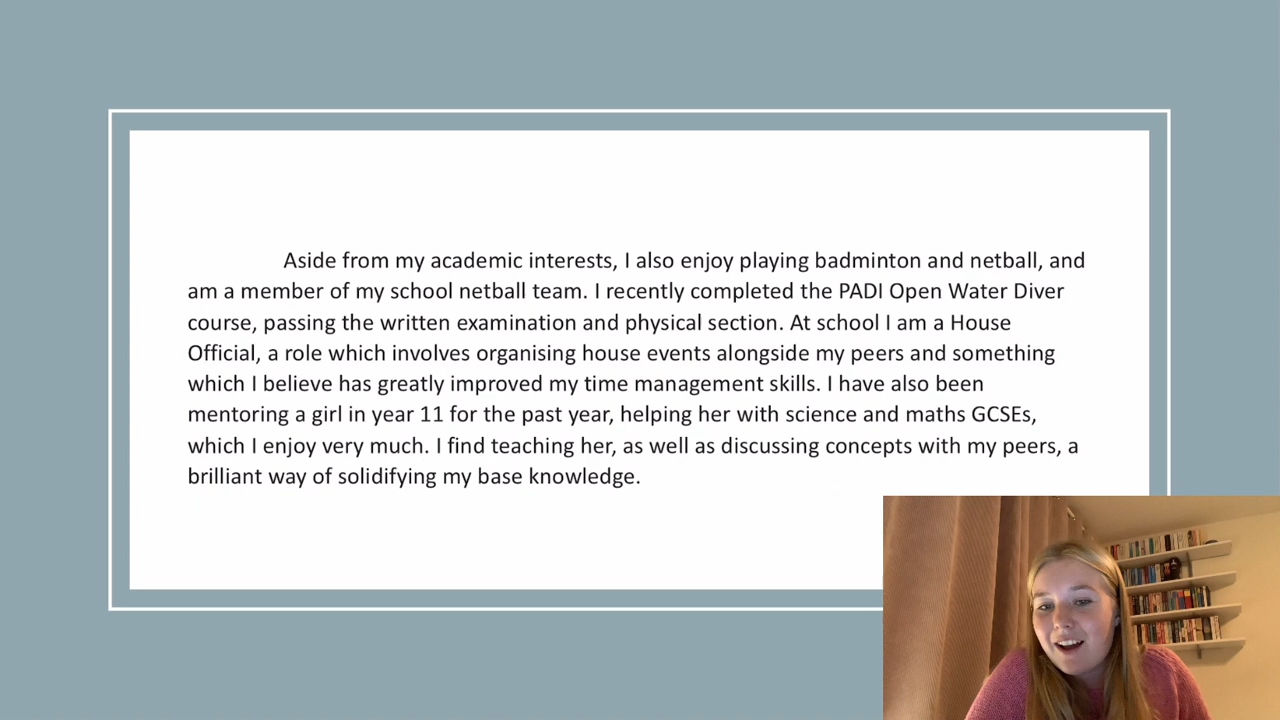 Aside from my academic interests, I also enjoy playing badminton and netball, and
am a member of my school netball team. I recently completed the PADI Open Water Diver
course, passing the written examination and physical section. At school I am a House
Official, a role which involves organising house events alongside my peers and something
which I believe has greatly improved my time management skills. I have also been
mentoring a girl in year 11 for the past year, helping her with science and maths GCSEs,
which I enjoy very much. I find teaching her, as well as discussing concepts with my peers, a
brilliant way of solidifying my base knowledge.